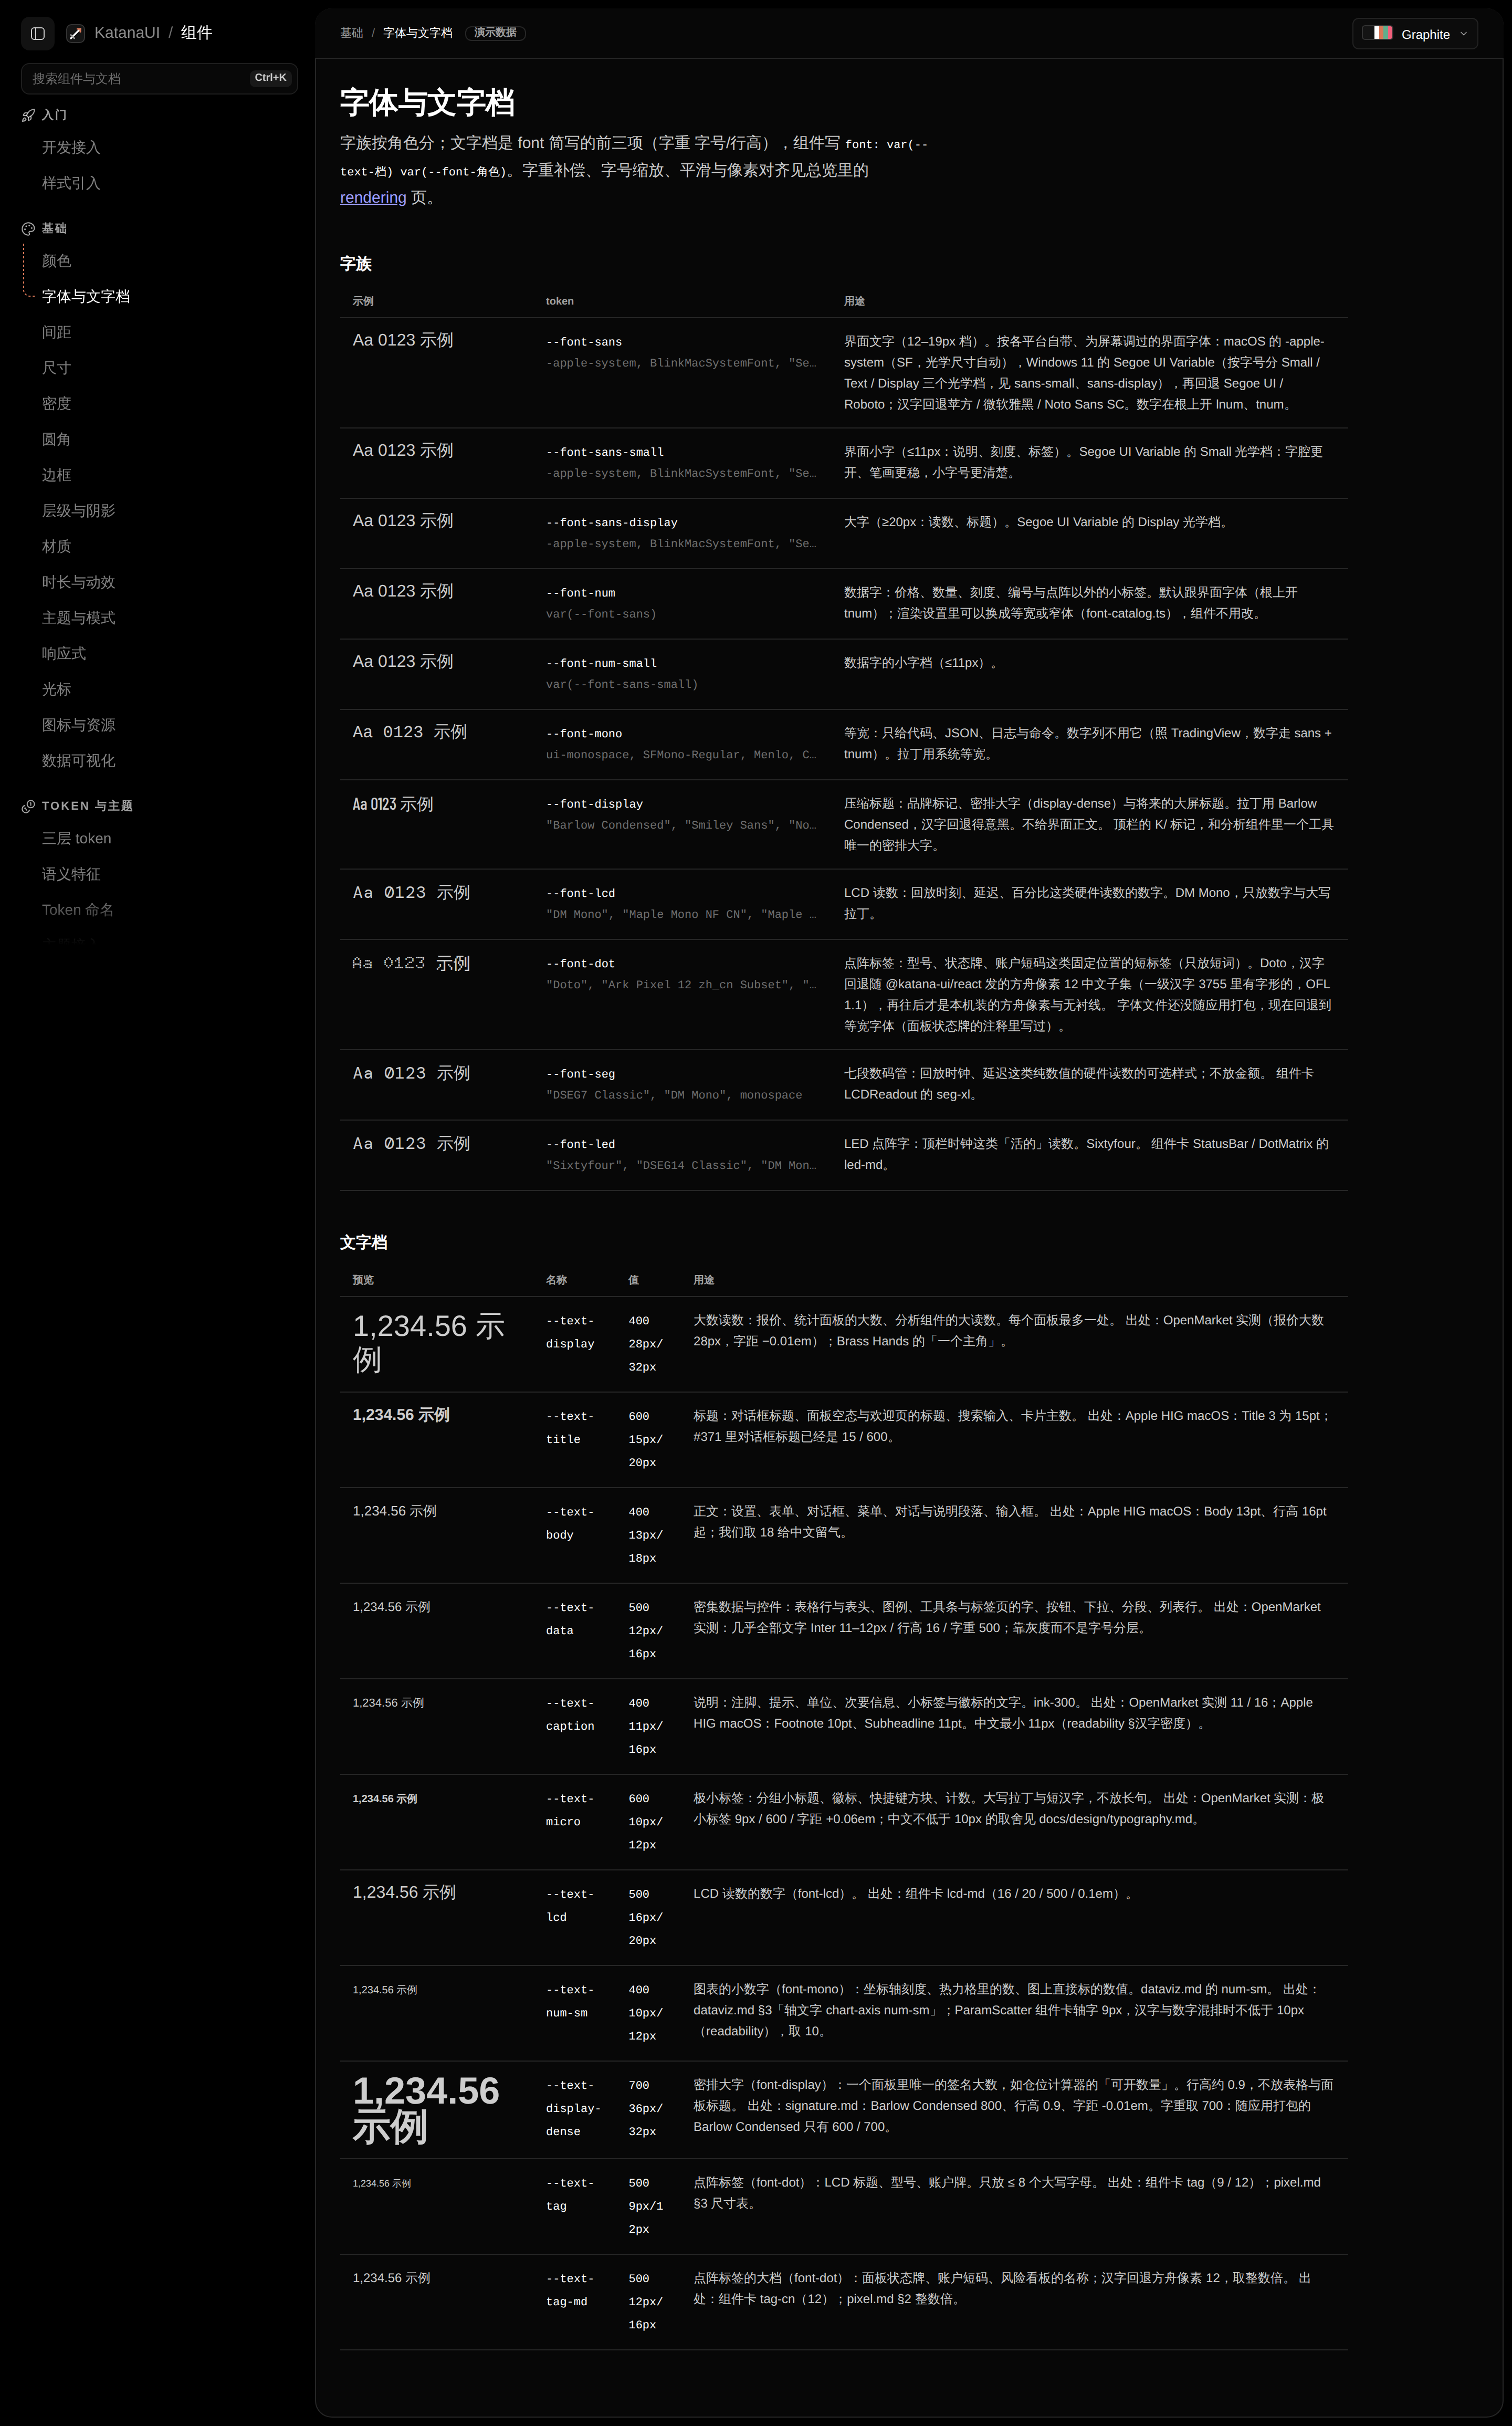 KatanaUI / 组件
搜索组件与文档 Ctrl+K
入门
开发接入
样式引入
基础
颜色
字体与文字档
间距
尺寸
密度
圆角
边框
层级与阴影
材质
时长与动效
主题与模式
响应式
光标
图标与资源
数据可视化
TOKEN 与主题
三层 token
语义特征
Token 命名
基础 / 字体与文字档 演示数据
Graphite
字体与文字档
字族按角色分；文字档是 font 简写的前三项（字重 字号/行高），组件写 font: var(--
text-档) var(--font-角色)。字重补偿、字号缩放、平滑与像素对齐见总览里的
rendering 页。
字族
示例 token 用途
Aa 0123 示例
--font-sans
-apple-system, BlinkMacSystemFont, "Se…
界面文字（12–19px 档）。按各平台自带、为屏幕调过的界面字体：macOS 的 -apple-
system（SF，光学尺寸自动），Windows 11 的 Segoe UI Variable（按字号分 Small /
Text / Display 三个光学档，见 sans-small、sans-display），再回退 Segoe UI /
Roboto；汉字回退苹方 / 微软雅黑 / Noto Sans SC。数字在根上开 lnum、tnum。
Aa 0123 示例
--font-sans-small
-apple-system, BlinkMacSystemFont, "Se…
界面小字（≤11px：说明、刻度、标签）。Segoe UI Variable 的 Small 光学档：字腔更
开、笔画更稳，小字号更清楚。
Aa 0123 示例
--font-sans-display
-apple-system, BlinkMacSystemFont, "Se…
大字（≥20px：读数、标题）。Segoe UI Variable 的 Display 光学档。
Aa 0123 示例
--font-num
var(--font-sans)
数据字：价格、数量、刻度、编号与点阵以外的小标签。默认跟界面字体（根上开
tnum）；渲染设置里可以换成等宽或窄体（font-catalog.ts），组件不用改。
Aa 0123 示例
--font-num-small
var(--font-sans-small)
数据字的小字档（≤11px）。
Aa 0123 示例
--font-mono
ui-monospace, SFMono-Regular, Menlo, C…
等宽：只给代码、JSON、日志与命令。数字列不用它（照 TradingView，数字走 sans +
tnum）。拉丁用系统等宽。
Aa 0123 示例
--font-display
"Barlow Condensed", "Smiley Sans", "No…
压缩标题：品牌标记、密排大字（display-dense）与将来的大屏标题。拉丁用 Barlow
Condensed，汉字回退得意黑。不给界面正文。 顶栏的 K/ 标记，和分析组件里一个工具
唯一的密排大字。
Aa 0123 示例
--font-lcd
"DM Mono", "Maple Mono NF CN", "Maple …
LCD 读数：回放时刻、延迟、百分比这类硬件读数的数字。DM Mono，只放数字与大写
拉丁。
Aa 0123 示例
--font-dot
"Doto", "Ark Pixel 12 zh_cn Subset", "…
点阵标签：型号、状态牌、账户短码这类固定位置的短标签（只放短词）。Doto，汉字
回退随 @katana-ui/react 发的方舟像素 12 中文子集（一级汉字 3755 里有字形的，OFL
1.1），再往后才是本机装的方舟像素与无衬线。 字体文件还没随应用打包，现在回退到
等宽字体（面板状态牌的注释里写过）。
Aa 0123 示例
--font-seg
"DSEG7 Classic", "DM Mono", monospace
七段数码管：回放时钟、延迟这类纯数值的硬件读数的可选样式；不放金额。 组件卡
LCDReadout 的 seg-xl。
Aa 0123 示例
--font-led
"Sixtyfour", "DSEG14 Classic", "DM Mon…
LED 点阵字：顶栏时钟这类「活的」读数。Sixtyfour。 组件卡 StatusBar / DotMatrix 的
led-md。
文字档
预览 名称 值 用途
1,234.56 示
例
--text-
display
400
28px/
32px
大数读数：报价、统计面板的大数、分析组件的大读数。每个面板最多一处。 出处：OpenMarket 实测（报价大数
28px，字距 −0.01em）；Brass Hands 的「一个主角」。
1,234.56 示例
--text-
title
600
15px/
20px
标题：对话框标题、面板空态与欢迎页的标题、搜索输入、卡片主数。 出处：Apple HIG macOS：Title 3 为 15pt；
#371 里对话框标题已经是 15 / 600。
1,234.56 示例
--text-
body
400
13px/
18px
正文：设置、表单、对话框、菜单、对话与说明段落、输入框。 出处：Apple HIG macOS：Body 13pt、行高 16pt
起；我们取 18 给中文留气。
1,234.56 示例
--text-
data
500
12px/
16px
密集数据与控件：表格行与表头、图例、工具条与标签页的字、按钮、下拉、分段、列表行。 出处：OpenMarket
实测：几乎全部文字 Inter 11–12px / 行高 16 / 字重 500；靠灰度而不是字号分层。
1,234.56 示例
--text-
caption
400
11px/
16px
说明：注脚、提示、单位、次要信息、小标签与徽标的文字。ink-300。 出处：OpenMarket 实测 11 / 16；Apple
HIG macOS：Footnote 10pt、Subheadline 11pt。中文最小 11px（readability §汉字密度）。
1,234.56 示例
--text-
micro
600
10px/
12px
极小标签：分组小标题、徽标、快捷键方块、计数。大写拉丁与短汉字，不放长句。 出处：OpenMarket 实测：极
小标签 9px / 600 / 字距 +0.06em；中文不低于 10px 的取舍见 docs/design/typography.md。
1,234.56 示例
--text-
lcd
500
16px/
20px
LCD 读数的数字（font-lcd）。 出处：组件卡 lcd-md（16 / 20 / 500 / 0.1em）。
1,234.56 示例
--text-
num-sm
400
10px/
12px
图表的小数字（font-mono）：坐标轴刻度、热力格里的数、图上直接标的数值。dataviz.md 的 num-sm。 出处：
dataviz.md §3「轴文字 chart-axis num-sm」；ParamScatter 组件卡轴字 9px，汉字与数字混排时不低于 10px
（readability），取 10。
1,234.56
示例
--text-
display-
dense
700
36px/
32px
密排大字（font-display）：一个面板里唯一的签名大数，如仓位计算器的「可开数量」。行高约 0.9，不放表格与面
板标题。 出处：signature.md：Barlow Condensed 800、行高 0.9、字距 -0.01em。字重取 700：随应用打包的
Barlow Condensed 只有 600 / 700。
1,234.56 示例
--text-
tag
500
9px/1
2px
点阵标签（font-dot）：LCD 标题、型号、账户牌。只放 ≤ 8 个大写字母。 出处：组件卡 tag（9 / 12）；pixel.md
§3 尺寸表。
1,234.56 示例
--text-
tag-md
500
12px/
16px
点阵标签的大档（font-dot）：面板状态牌、账户短码、风险看板的名称；汉字回退方舟像素 12，取整数倍。 出
处：组件卡 tag-cn（12）；pixel.md §2 整数倍。